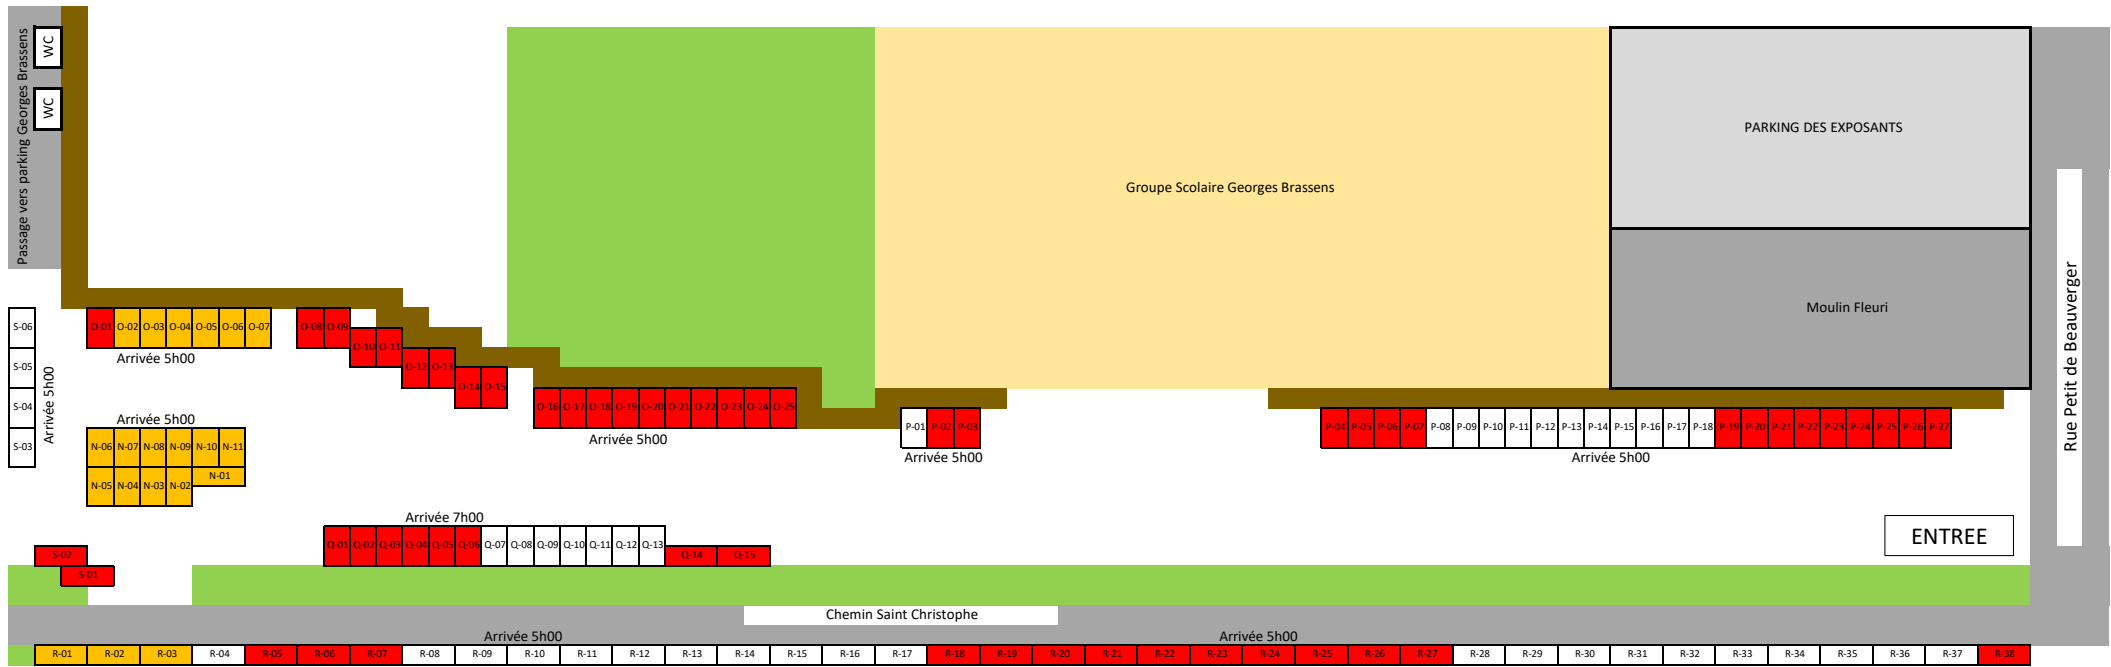 Passage vers parking Georges Brassens
WC
WC
PARKING DES EXPOSANTS
Groupe Scolaire Georges Brassens
Moulin Fleuri
Rue Petit de Beauverger
S-06
S-05
S-04
S-03
Arrivée 5h00
O-01 O-02 O-03 O-04 O-05 O-06 O-07 O-08 O-09
O-10 O-11
O-12 O-13
O-14 O-15
Arrivée 5h00
O-16 O-17 O-18 O-19 O-20 O-21 O-22 O-23 O-24 O-25
Arrivée 5h00
P-01 P-02 P-03
Arrivée 5h00
P-04 P-05 P-06 P-07 P-08 P-09 P-10 P-11 P-12 P-13 P-14 P-15 P-16 P-17 P-18 P-19 P-20 P-21 P-22 P-23 P-24 P-25 P-26 P-27
Arrivée 5h00
Arrivée 5h00
N-06 N-07 N-08 N-09 N-10 N-11
N-05 N-04 N-03 N-02 N-01
Arrivée 7h00
Q-01 Q-02 Q-03 Q-04 Q-05 Q-06 Q-07 Q-08 Q-09 Q-10 Q-11 Q-12 Q-13 Q-14 Q-15
ENTREE
S-02
S-01
Chemin Saint Christophe
Arrivée 5h00 Arrivée 5h00
R-01 R-02 R-03 R-04 R-05 R-06 R-07 R-08 R-09 R-10 R-11 R-12 R-13 R-14 R-15 R-16 R-17 R-18 R-19 R-20 R-21 R-22 R-23 R-24 R-25 R-26 R-27 R-28 R-29 R-30 R-31 R-32 R-33 R-34 R-35 R-36 R-37 R-38